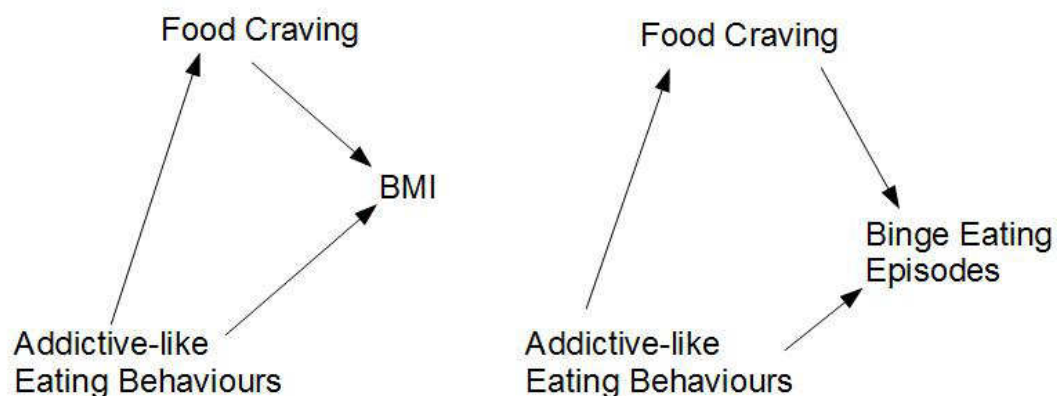 Food Craving
BMI
Addictive-like
Eating Behaviours
Food Craving
Binge Eating
Episodes
Addictive-like
Eating Behaviours